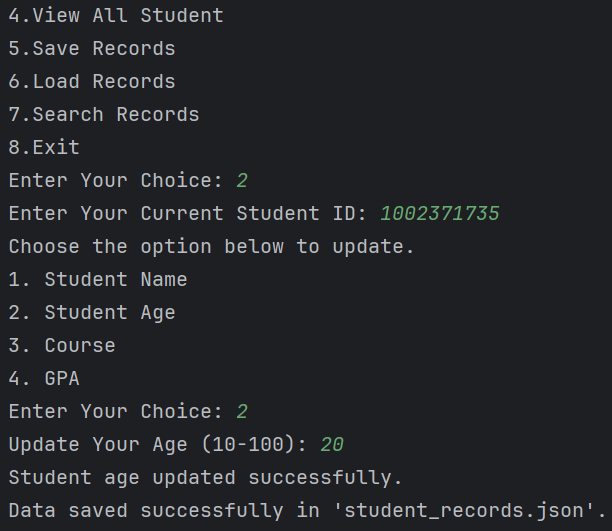 4.View All Student
5.Save Records
6.Load Records
7.Search Records
8.Exit
Enter Your Choice: 2
Enter Your Current Student ID: 1002371735
Choose the option below to update.
1. Student Name
2. Student Age
3. Course
4. GPA
Enter Your Choice: 2
Update Your Age (10-100): 20
Student age updated successfully.
Data saved successfully in 'student_records.json'.